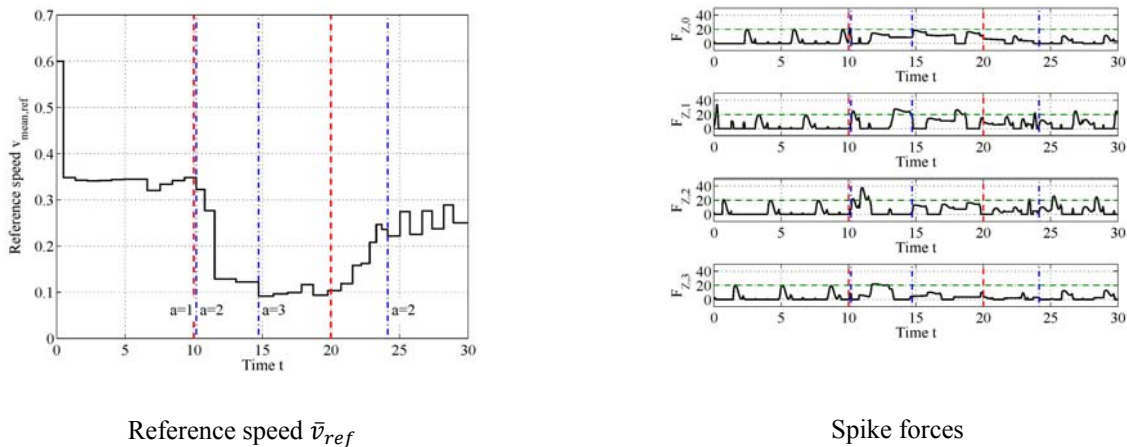 0.7
0.6
0.5
0.4
0.3
0.2
0.1
0
Reference speed v_mean,ref
a=1
a=2
a=3
a=2
0 5 10 15 20 25 30
Time t
F_Z,0
40
20
0
0 5 10 15 20 25 30
Time t
F_Z,1
40
20
0
0 5 10 15 20 25 30
Time t
F_Z,2
40
20
0
0 5 10 15 20 25 30
Time t
F_Z,3
40
20
0
0 5 10 15 20 25 30
Time t
Reference speed v̄_ref
Spike forces